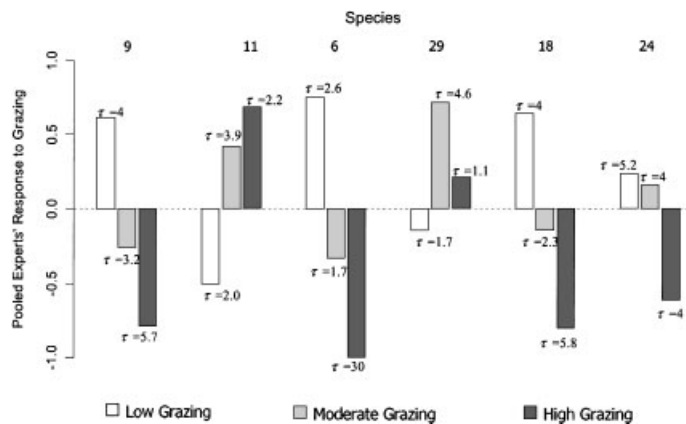 Species
9 11 6 29 18 24
Pooled Experts' Response to Grazing
1.0
0.5
0.0
-0.5
-1.0
τ =4
τ =3.2
τ =5.7
τ =2.0
τ =3.9
τ =2.2
τ =2.6
τ =1.7
τ =30
τ =1.7
τ =4.6
τ =1.1
τ =4
τ =2.3
τ =5.8
τ =5.2
τ =4
τ =4
Low Grazing Moderate Grazing High Grazing